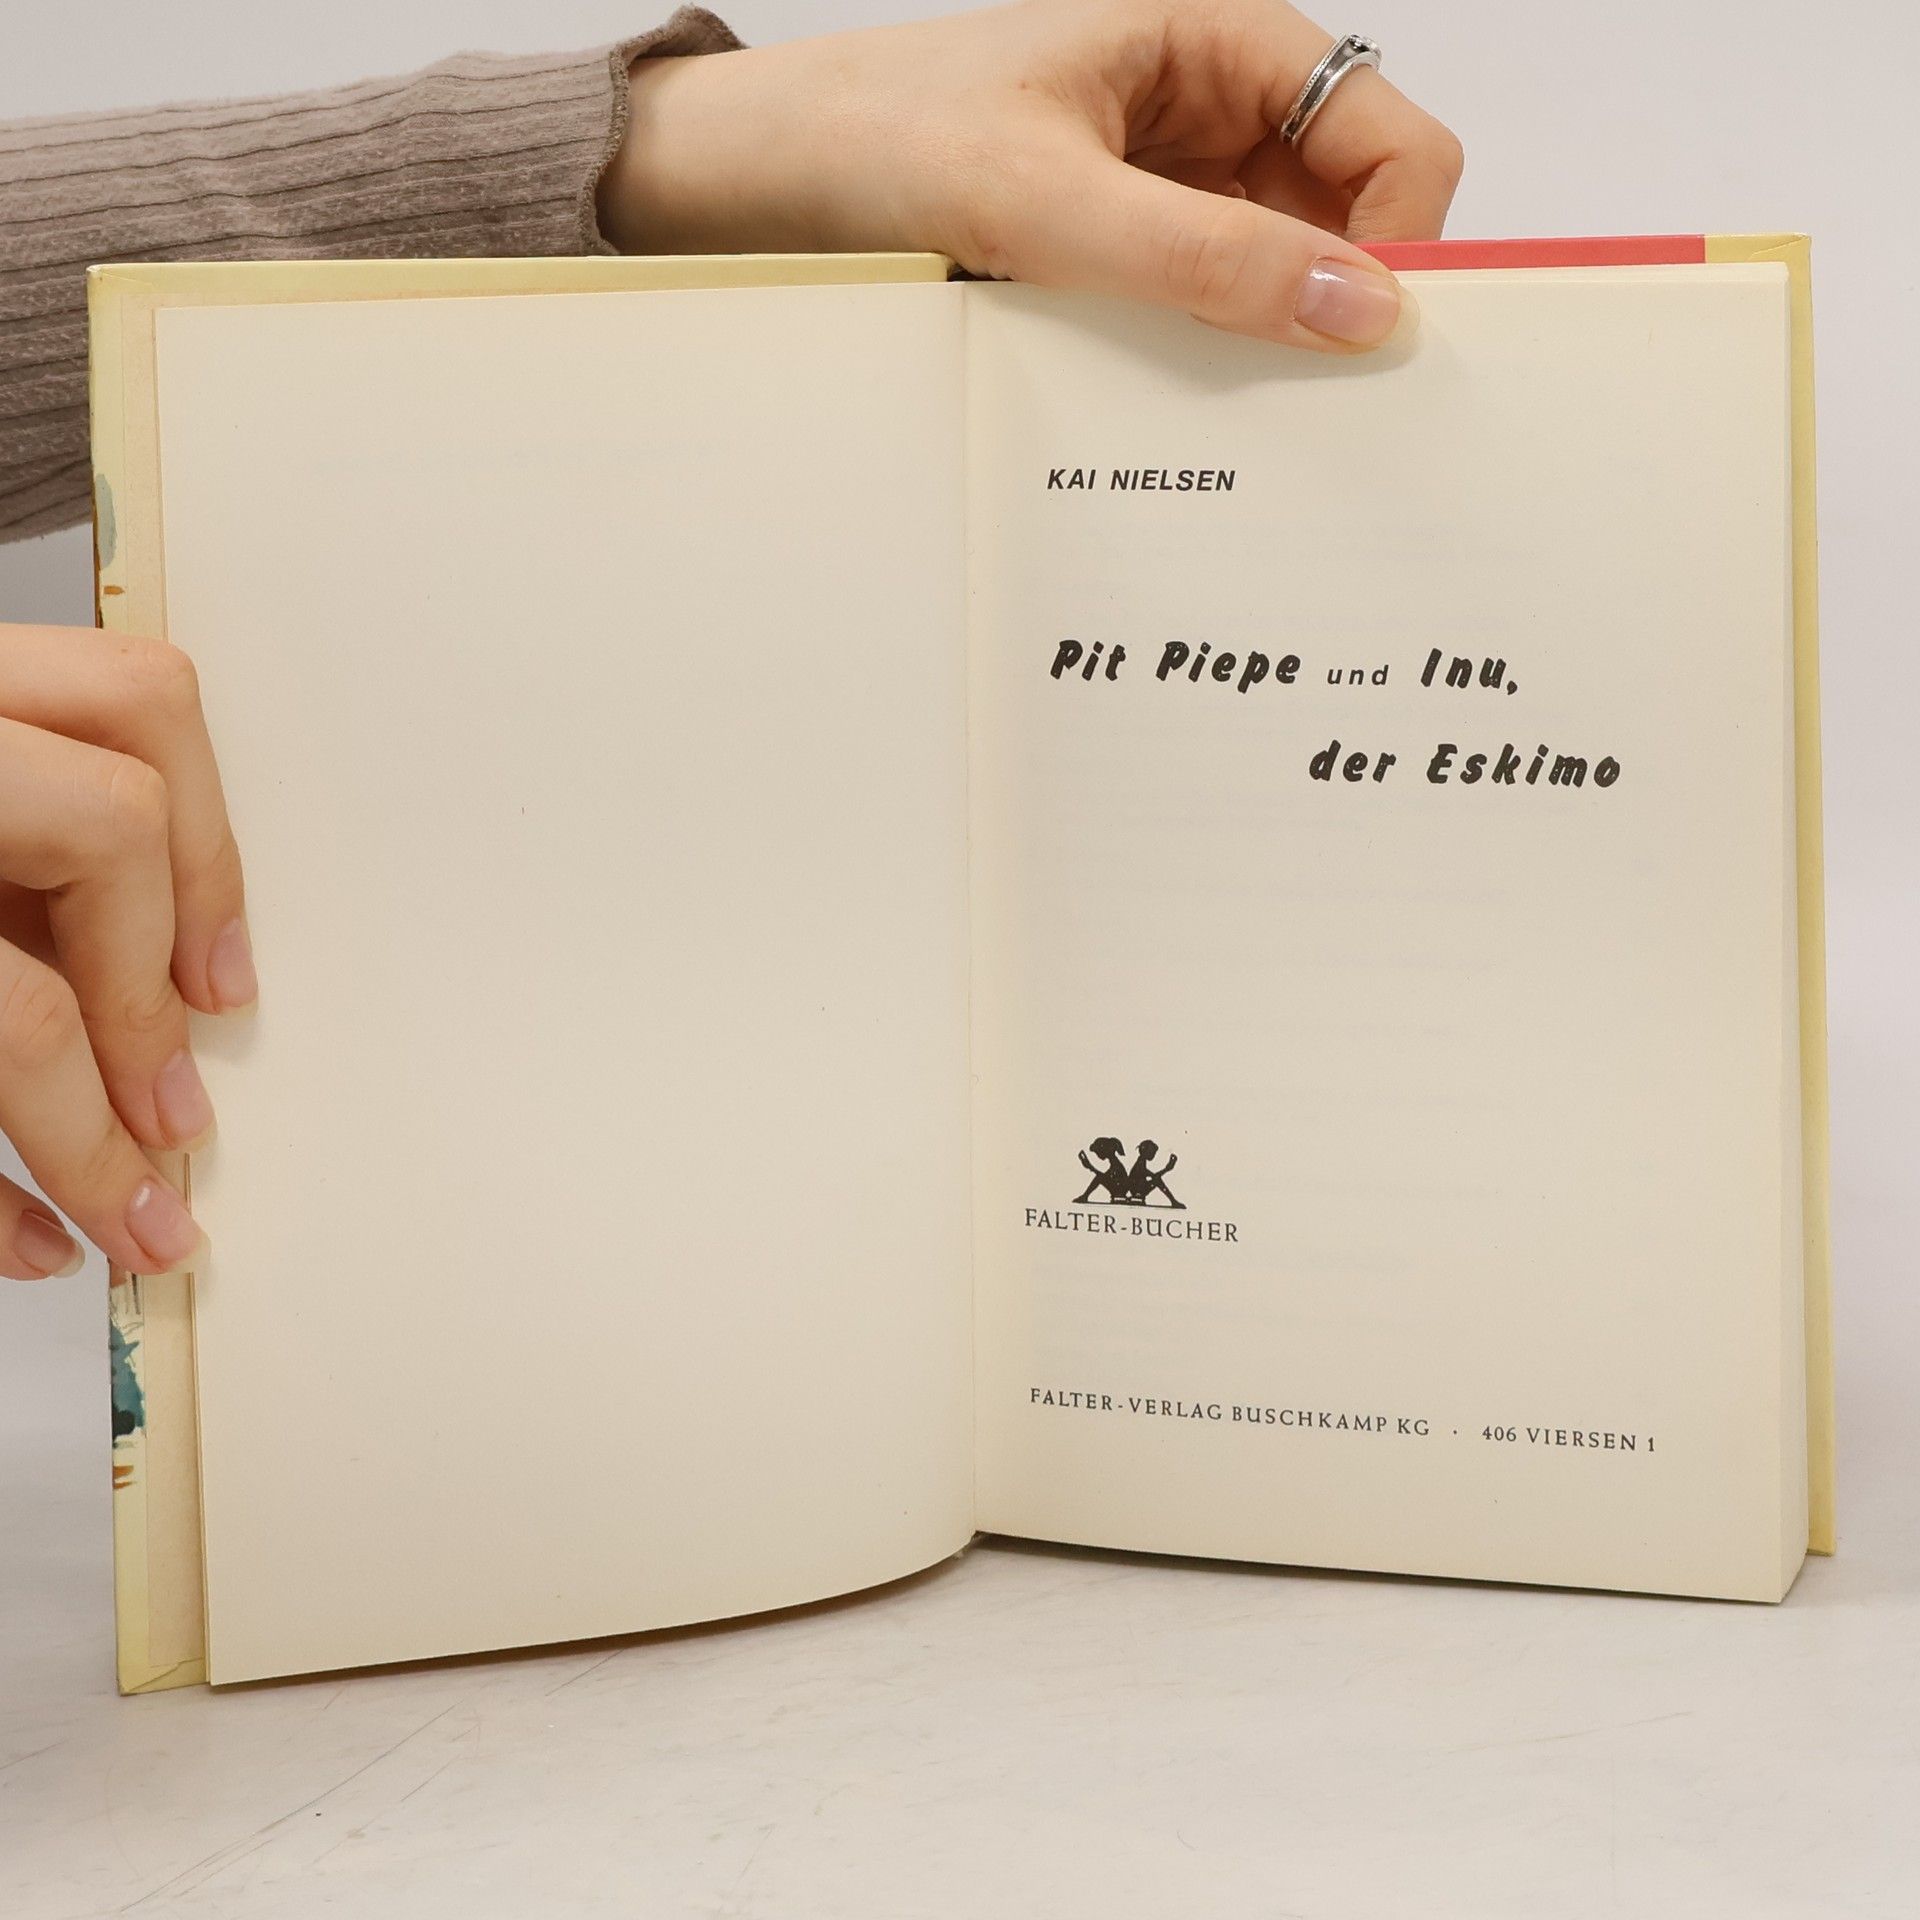 KAI NIELSEN
Pit Piepe und Inu,
der Eskimo
FALTER-BÜCHER
FALTER-VERLAG BUSCHKAMP KG · 406 VIERSEN 1